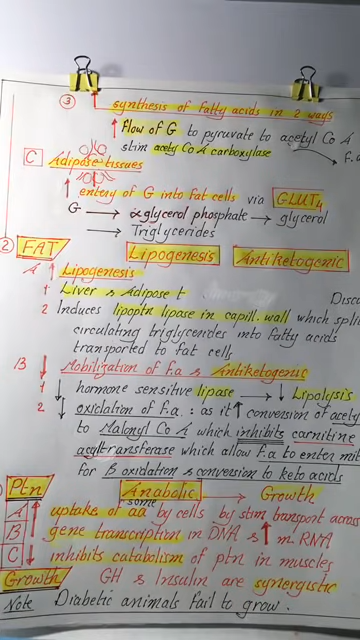 ③ ↑ synthesis of fatty acids in 2 ways
↑ flow of G to pyruvate to acetyl Co A
stim acetyl Co A carboxylase → F.a
C Adipose tissues
↑ entery of G into fat cells via GLUT4
G → α glycerol phosphate → glycerol
→ Triglycerides
② FAT Lipogenesis Antiketogenic
A ↑ Lipogenesis
1 Liver & Adipose t
2 Induces lipoptn lipase in capill. wall which split
circulating triglycerides into fatty acids
transported to fat cells
B ↓ Mobilization of F.a & Antiketogenic
1 ↓ hormone sensitive lipase → ↓ Lipolysis
2 ↓ oxidation of F.a. : as it ↑ conversion of acety
to Malonyl Co A which inhibits carnitine
acyltransferase which allow F.a to enter mit
for β oxidation & conversion to keto acids
Ptn Anabolic → Growth
A ↑ uptake of some aa by cells by stim transport across
B gene transcription in DNA & ↑ m. RNA
C ↓ inhibits catabolism of ptn in muscles
Growth GH & Insulin are synergistic
Note Diabetic animals fail to grow.